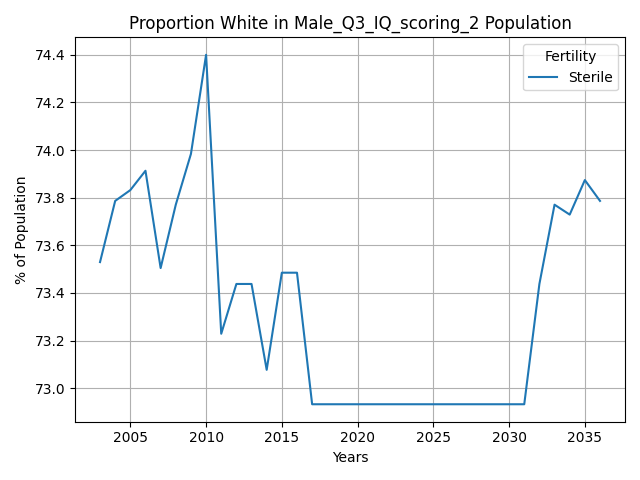 Proportion White in Male_Q3_IQ_scoring_2 Population
Fertility
Sterile
% of Population
74.4
74.2
74.0
73.8
73.6
73.4
73.2
73.0
2005 2010 2015 2020 2025 2030 2035
Years